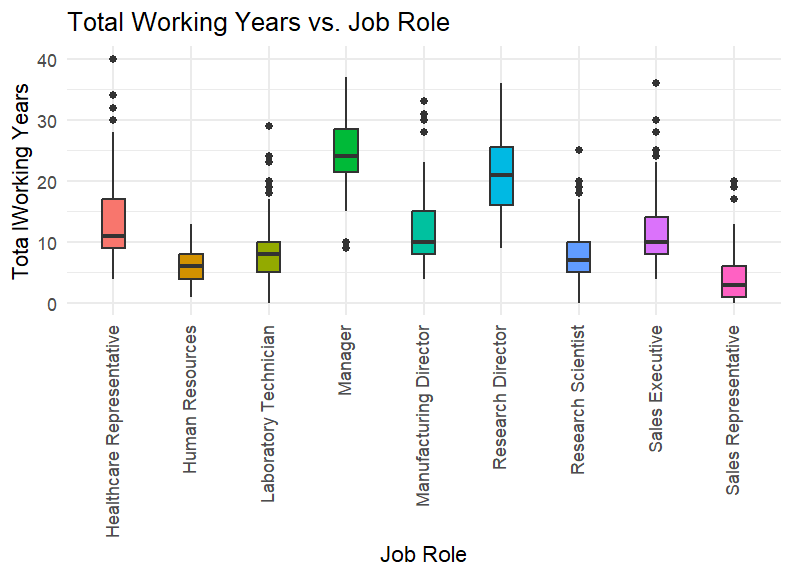 Total Working Years vs. Job Role
Tota lWorking Years
40
30
20
10
0
Healthcare Representative
Human Resources
Laboratory Technician
Manager
Manufacturing Director
Research Director
Research Scientist
Sales Executive
Sales Representative
Job Role